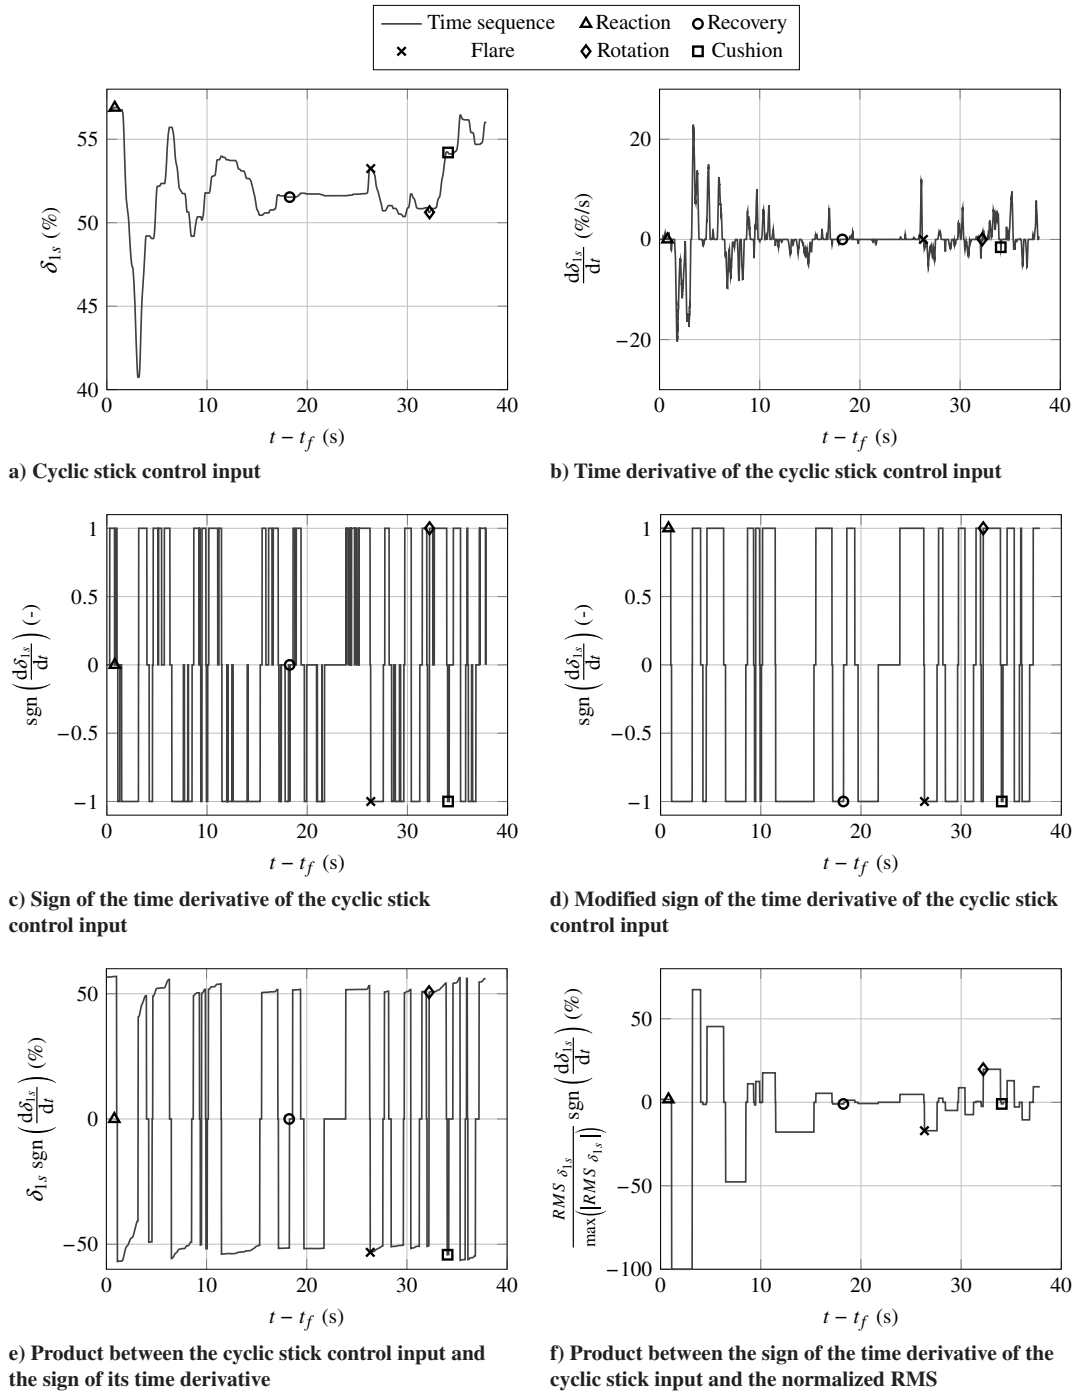 Time sequence Reaction Recovery
Flare Rotation Cushion
55
50
45
40
0 10 20 30 40
δ1s (%)
t − tf (s)
a) Cyclic stick control input
20
0
−20
0 10 20 30 40
dδ1s/dt (%/s)
t − tf (s)
b) Time derivative of the cyclic stick control input
1
0.5
0
−0.5
−1
0 10 20 30 40
sgn (dδ1s/dt) (-)
t − tf (s)
c) Sign of the time derivative of the cyclic stick
control input
1
0.5
0
−0.5
−1
0 10 20 30 40
sgn (dδ1s/dt) (-)
t − tf (s)
d) Modified sign of the time derivative of the cyclic stick
control input
50
0
−50
0 10 20 30 40
δ1s sgn (dδ1s/dt) (%)
t − tf (s)
e) Product between the cyclic stick control input and
the sign of its time derivative
50
0
−50
−100
0 10 20 30 40
RMS δ1s / max(|RMS δ1s|) sgn (dδ1s/dt) (%)
t − tf (s)
f) Product between the sign of the time derivative of the
cyclic stick input and the normalized RMS